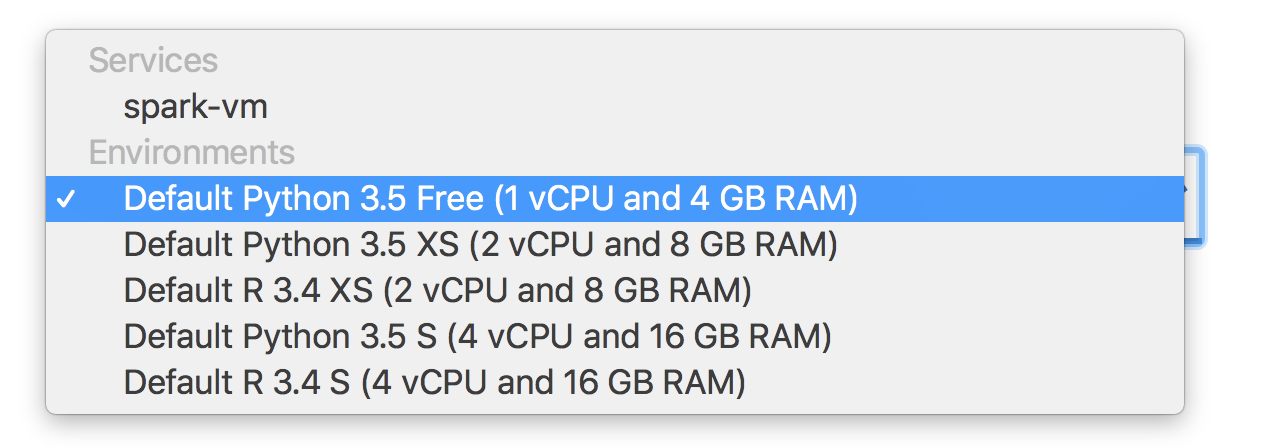 Services
spark-vm
Environments
✓ Default Python 3.5 Free (1 vCPU and 4 GB RAM)
Default Python 3.5 XS (2 vCPU and 8 GB RAM)
Default R 3.4 XS (2 vCPU and 8 GB RAM)
Default Python 3.5 S (4 vCPU and 16 GB RAM)
Default R 3.4 S (4 vCPU and 16 GB RAM)